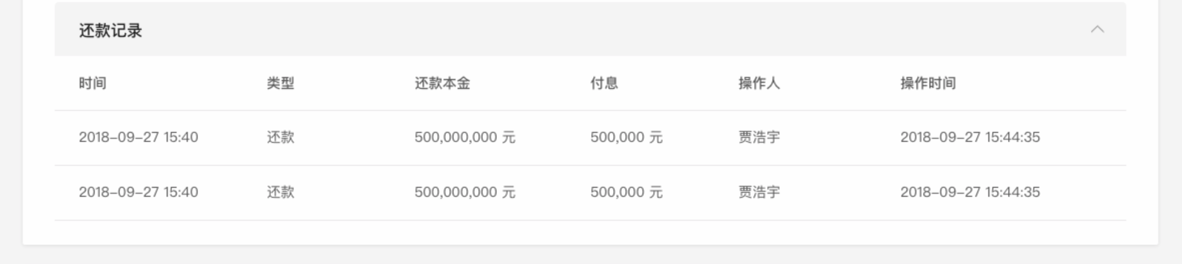 还款记录
时间 类型 还款本金 付息 操作人 操作时间
2018-09-27 15:40 还款 500,000,000 元 500,000 元 贾浩宇 2018-09-27 15:44:35
2018-09-27 15:40 还款 500,000,000 元 500,000 元 贾浩宇 2018-09-27 15:44:35